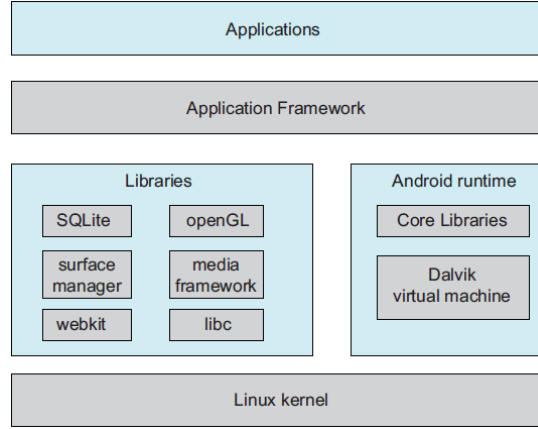 Applications
Application Framework
Libraries
SQLite
openGL
surface
manager
media
framework
webkit
libc
Android runtime
Core Libraries
Dalvik
virtual machine
Linux kernel